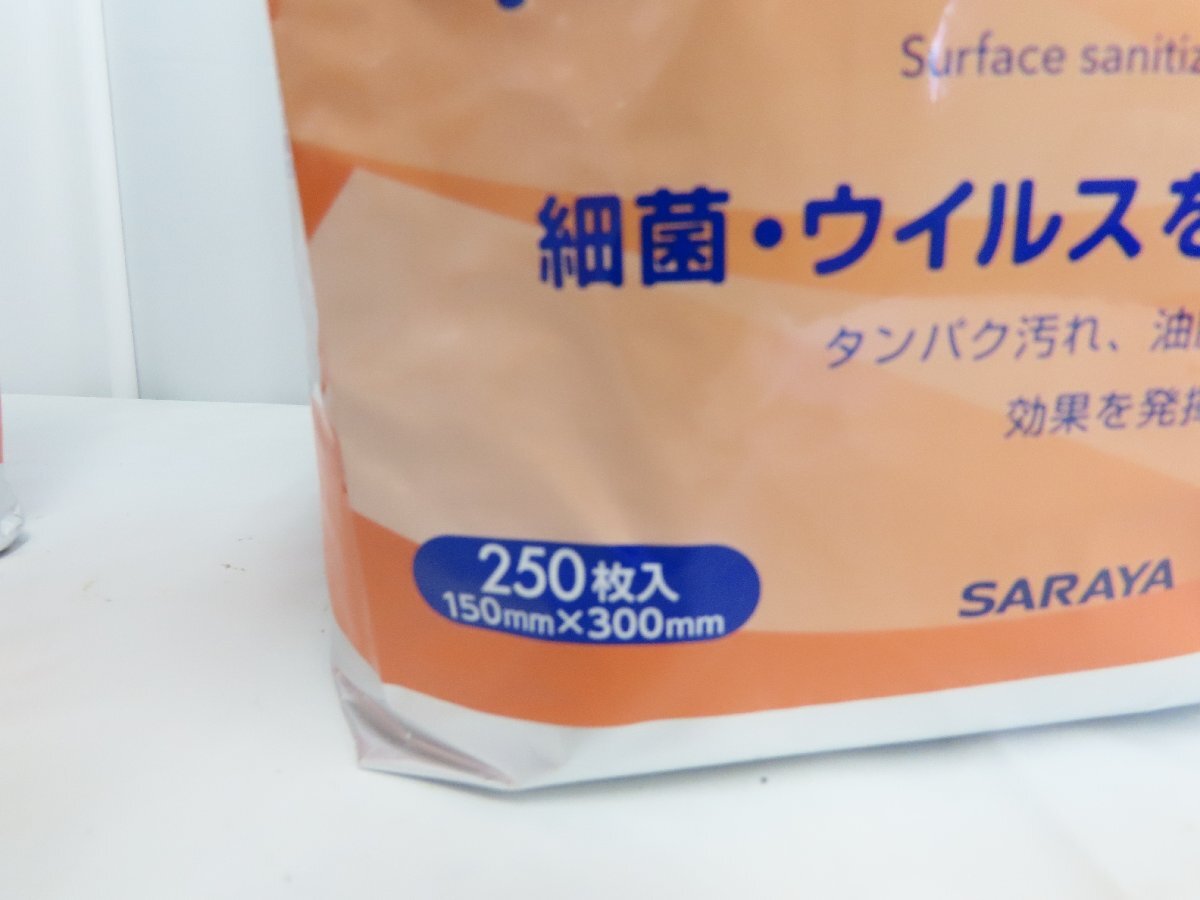 Surface
細菌・ウイルスを
タンパク汚れ、油
効果を発揮
250枚入
150mm×300mm
SARAYA